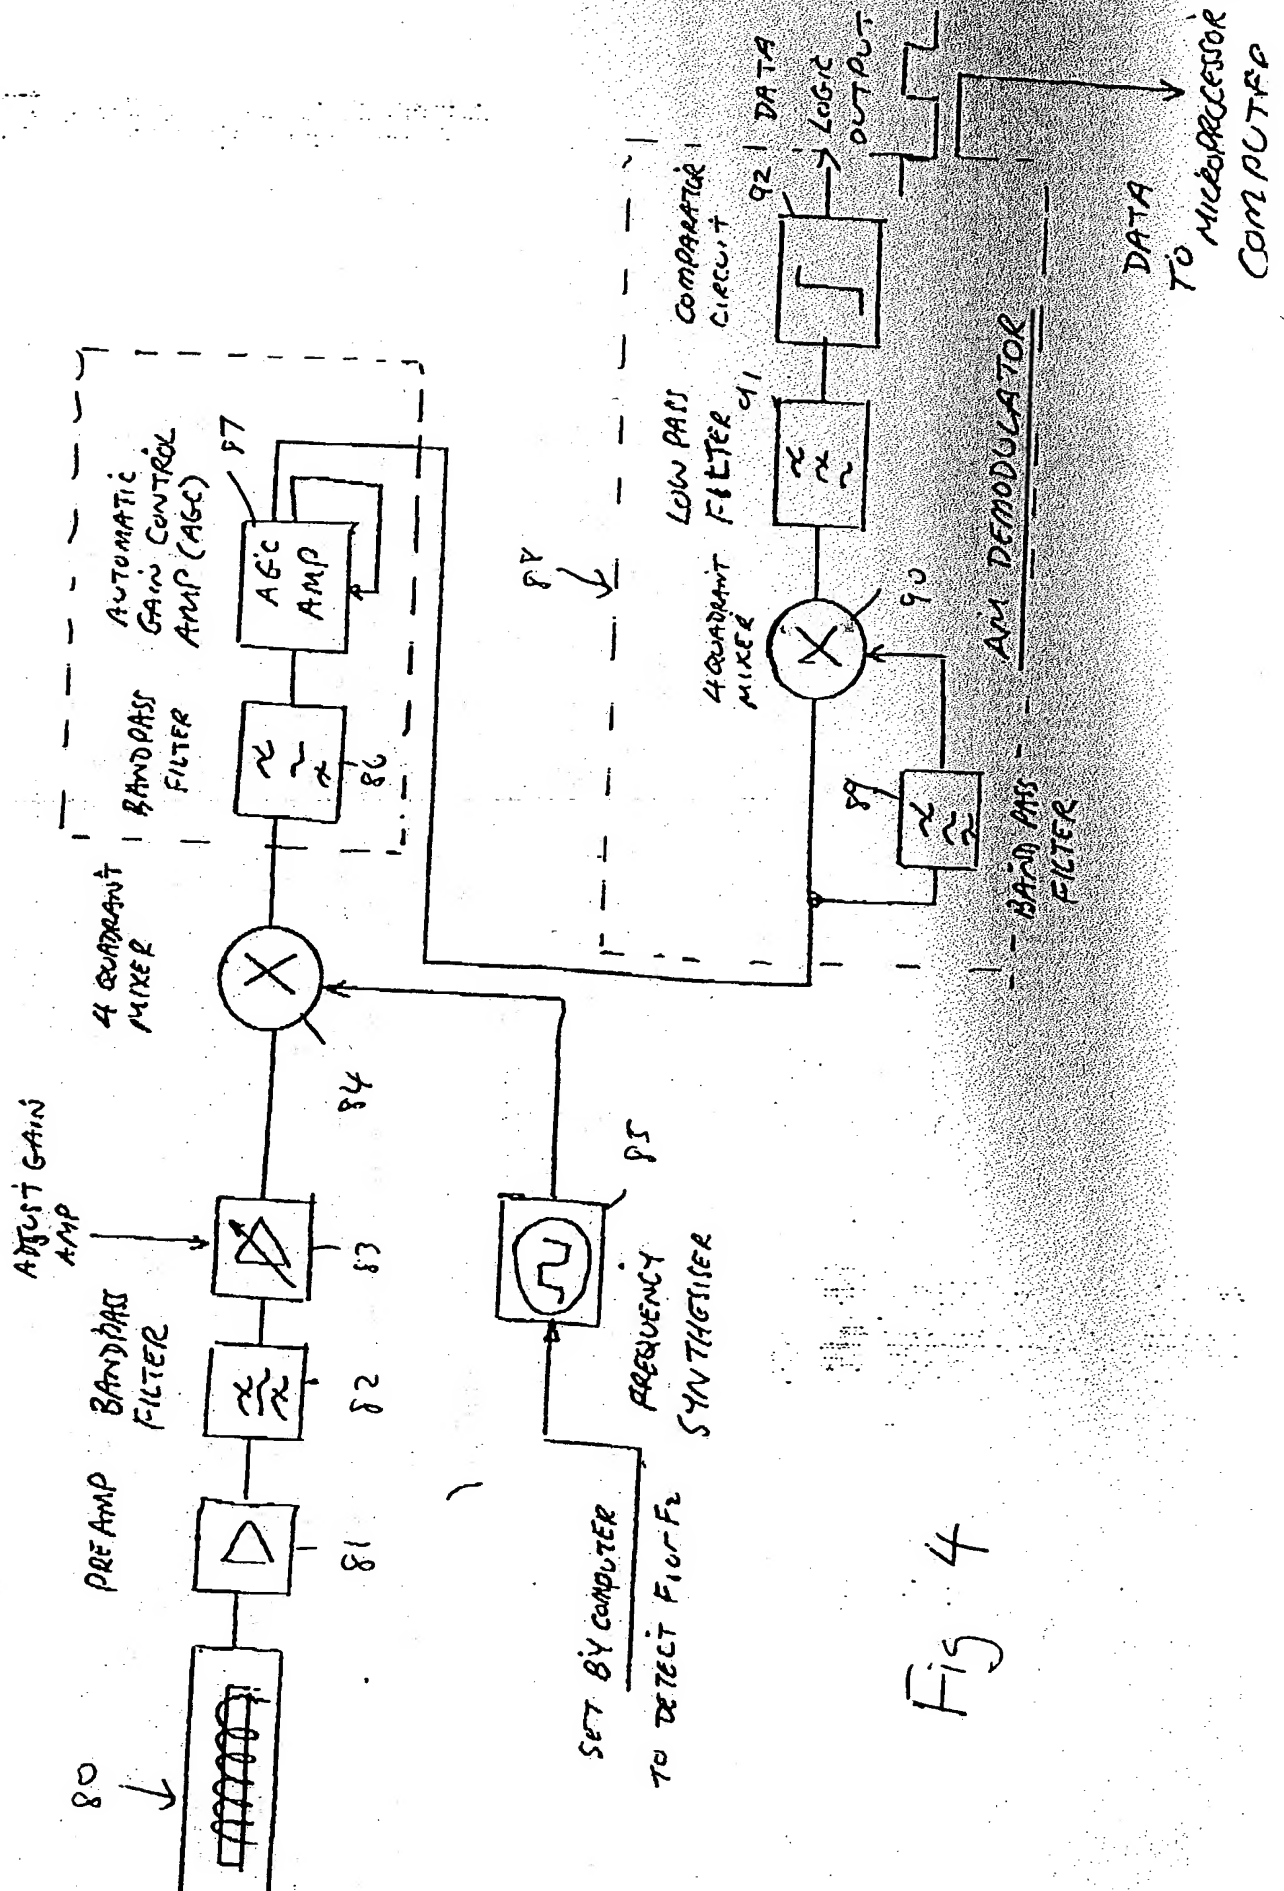 80
PREAMP
81
BANDPASS
FILTER
82
ADJUST GAIN
AMP
83
4 QUADRANT
MIXER
84
BANDPASS
FILTER
86
AUTOMATIC
GAIN CONTROL
AMP (AGC)
87
AGC
AMP
SET BY COMPUTER
TO DETECT F1 or F2
FREQUENCY
SYNTHESISER
85
88
BAND PASS
FILTER
89
4 QUADRANT
MIXER
90
LOW PASS
FILTER
91
COMPARATOR
CIRCUIT
92
DATA
LOGIC
OUTPUT
AM DEMODULATOR
DATA
TO
MICROPROCESSOR
COMPUTER
Fig 4